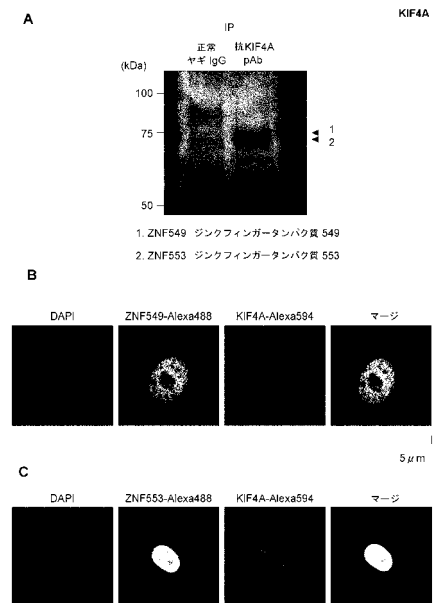 A
KIF4A
IP
正常
ヤギ IgG
抗KIF4A
pAb
(kDa)
100
75
50
1
2
1. ZNF549 ジンクフィンガータンパク質 549
2. ZNF553 ジンクフィンガータンパク質 553
B
DAPI ZNF549-Alexa488 KIF4A-Alexa594 マージ
5μm
C
DAPI ZNF553-Alexa488 KIF4A-Alexa594 マージ